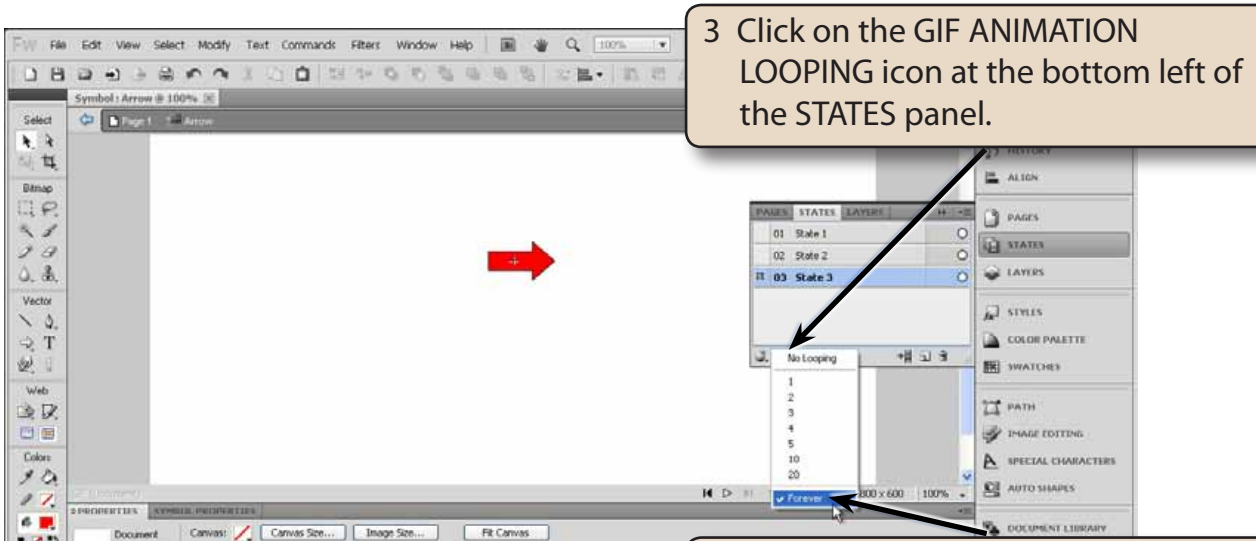 3 Click on the GIF ANIMATION
LOOPING icon at the bottom left of
the STATES panel.
FW File Edit View Select Modify Text Commands Filters Window Help 100%
Symbol : Arrow @ 100%
Page 1 Arrow
Select
Bitmap
Vector
Web
Colors
HISTORY
ALIGN
PAGES
STATES
LAYERS
STYLES
COLOR PALETTE
SWATCHES
PATH
IMAGE EDITING
SPECIAL CHARACTERS
AUTO SHAPES
DOCUMENT LIBRARY
PAGES STATES LAYERS
01 State 1
02 State 2
03 State 3
No Looping
1
2
3
4
5
10
20
Forever
800 x 600 100%
PROPERTIES SYMBOL PROPERTIES
Document Canvas: Canvas Size... Image Size... Fit Canvas